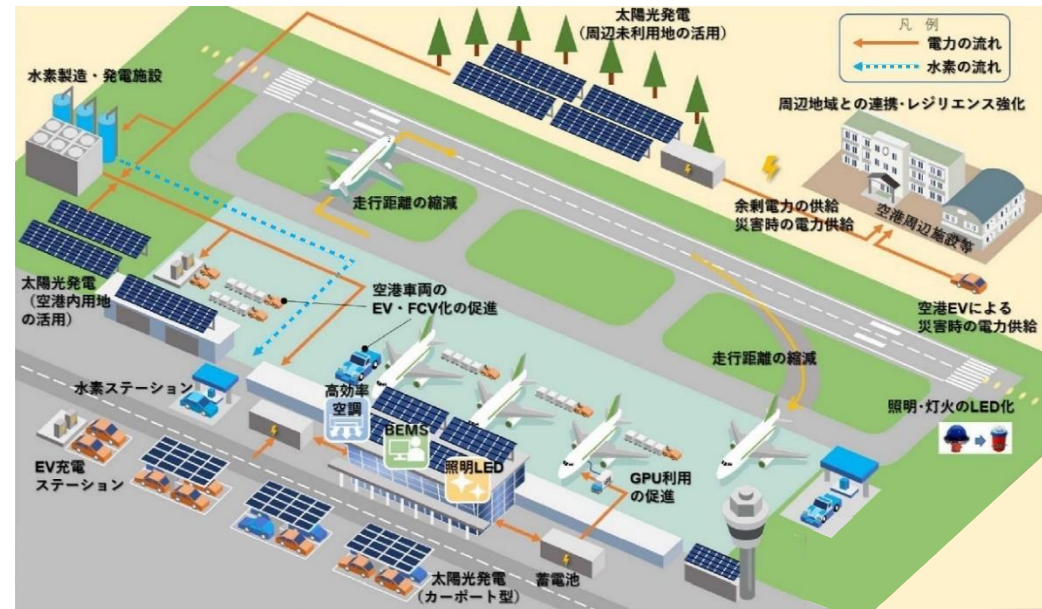 太陽光発電
(周辺未利用地の活用)
凡 例
電力の流れ
水素の流れ
水素製造・発電施設
周辺地域との連携・レジリエンス強化
走行距離の縮減
余剰電力の供給
災害時の電力供給
空港周辺施設等
太陽光発電
(空港内用地
の活用)
空港車両の
EV・FCV化の促進
空港EVによる
災害時の電力供給
走行距離の縮減
水素ステーション
高効率
空調
BEMS
照明LED
照明・灯火のLED化
EV充電
ステーション
GPU利用
の促進
太陽光発電
(カーポート型)
蓄電池